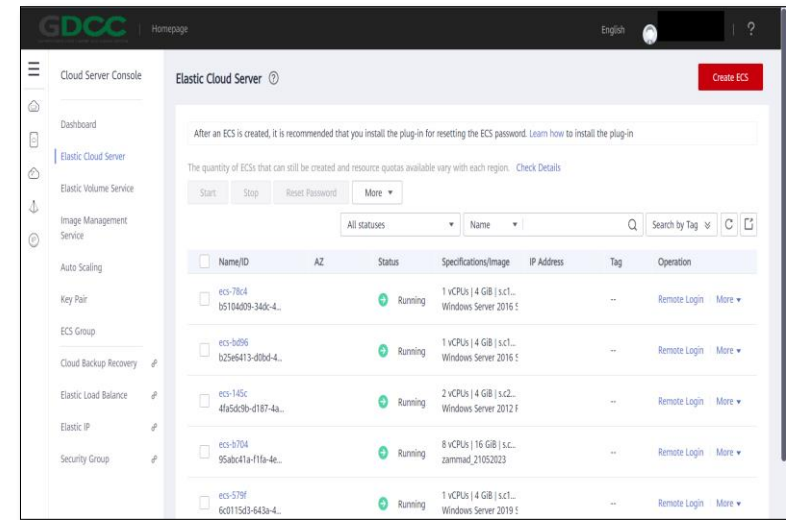 GDCC
Homepage
English
?
Cloud Server Console
Dashboard
Elastic Cloud Server
Elastic Volume Service
Image Management
Service
Auto Scaling
Key Pair
ECS Group
Cloud Backup Recovery
Elastic Load Balance
Elastic IP
Security Group
Elastic Cloud Server ?
Create ECS
After an ECS is created, it is recommended that you install the plug-in for resetting the ECS password. Learn how to install the plug-in
The quantity of ECSs that can still be created and resource quotas available vary with each region. Check Details
Start Stop Reset Password More
All statuses Name Search by Tag
Name/ID AZ Status Specifications/Image IP Address Tag Operation
ecs-78c4 1 vCPUs | 4 GiB | s.c1...
Running -- Remote Login More
b5104d09-34dc-4... Windows Server 2016 S
ecs-bd96 1 vCPUs | 4 GiB | s.c1...
Running -- Remote Login More
b25e6413-d0bd-4... Windows Server 2016 S
ecs-145c 2 vCPUs | 4 GiB | s.c2...
Running -- Remote Login More
4fa5dc9b-d187-4a... Windows Server 2012 F
ecs-b704 8 vCPUs | 16 GiB | s.c...
Running -- Remote Login More
95abc41a-f1fa-4e... zammad_21052023
ecs-579f 1 vCPUs | 4 GiB | s.c1...
Running -- Remote Login More
6c0115d3-643a-4... Windows Server 2019 S